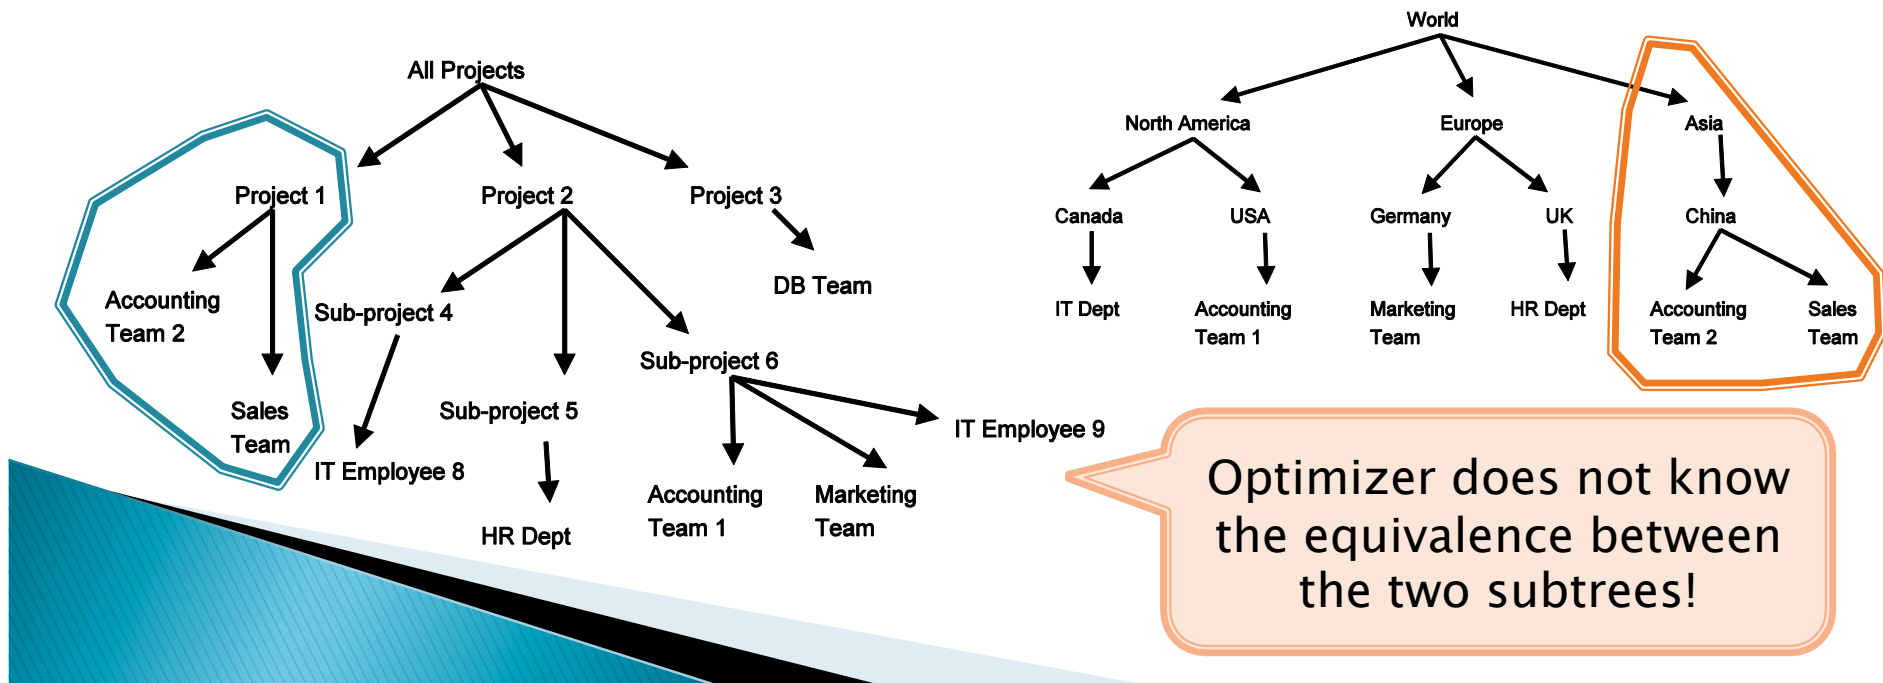 All Projects
Project 1
Project 2
Project 3
Accounting
Team 2
Sub-project 4
DB Team
Sales
Team
Sub-project 5
Sub-project 6
IT Employee 8
IT Employee 9
HR Dept
Accounting
Team 1
Marketing
Team
World
North America
Europe
Asia
Canada
USA
Germany
UK
China
IT Dept
Accounting
Team 1
Marketing
Team
HR Dept
Accounting
Team 2
Sales
Team
Optimizer does not know
the equivalence between
the two subtrees!